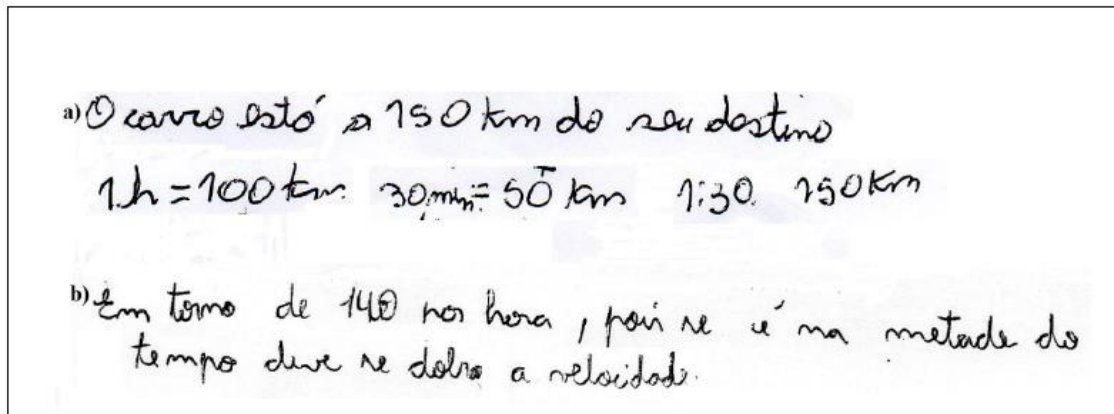 a) O carro está a 150 km do seu destino
1h = 100 km. 30 min = 50 km 1:30 150 Km
b) Em torno de 140 por hora, pois se é na metade do
tempo deve se dobra a velocidade.